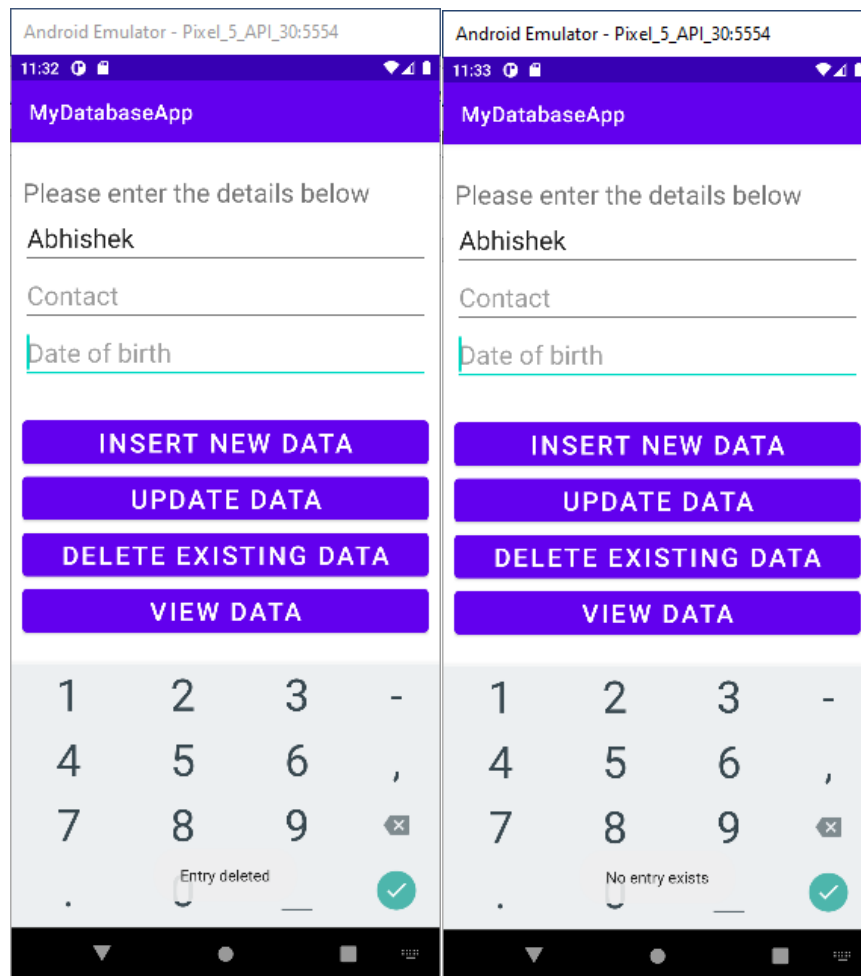 Android Emulator - Pixel_5_API_30:5554
11:32
MyDatabaseApp
Please enter the details below
Abhishek
Contact
Date of birth
INSERT NEW DATA
UPDATE DATA
DELETE EXISTING DATA
VIEW DATA
1 2 3 -
4 5 6 ,
7 8 9
Entry deleted
. 0 _
Android Emulator - Pixel_5_API_30:5554
11:33
MyDatabaseApp
Please enter the details below
Abhishek
Contact
Date of birth
INSERT NEW DATA
UPDATE DATA
DELETE EXISTING DATA
VIEW DATA
1 2 3 -
4 5 6 ,
7 8 9
No entry exists
. 0 _